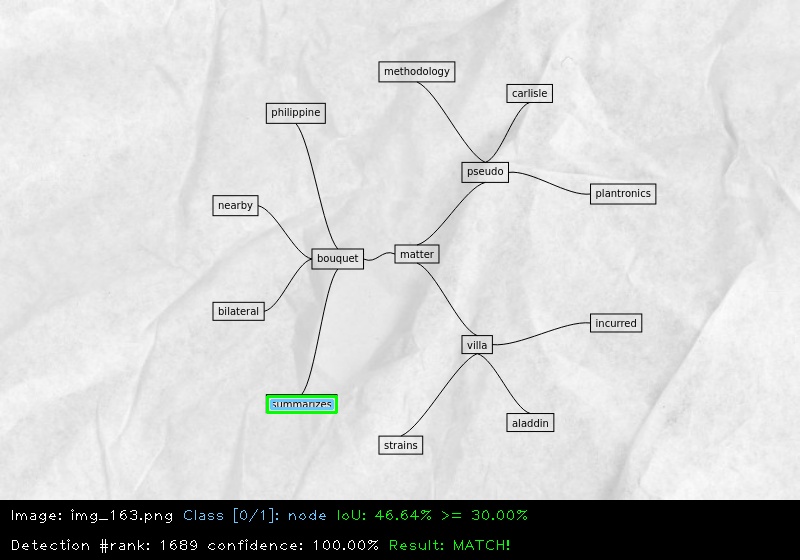 methodology
carlisle
philippine
pseudo
plantronics
nearby
matter
bouquet
bilateral
incurred
villa
summarizes
aladdin
strains
Image: img_163.png Class [0/1]: node IoU: 46.64% >= 30.00%
Detection #rank: 1689 confidence: 100.00% Result: MATCH!